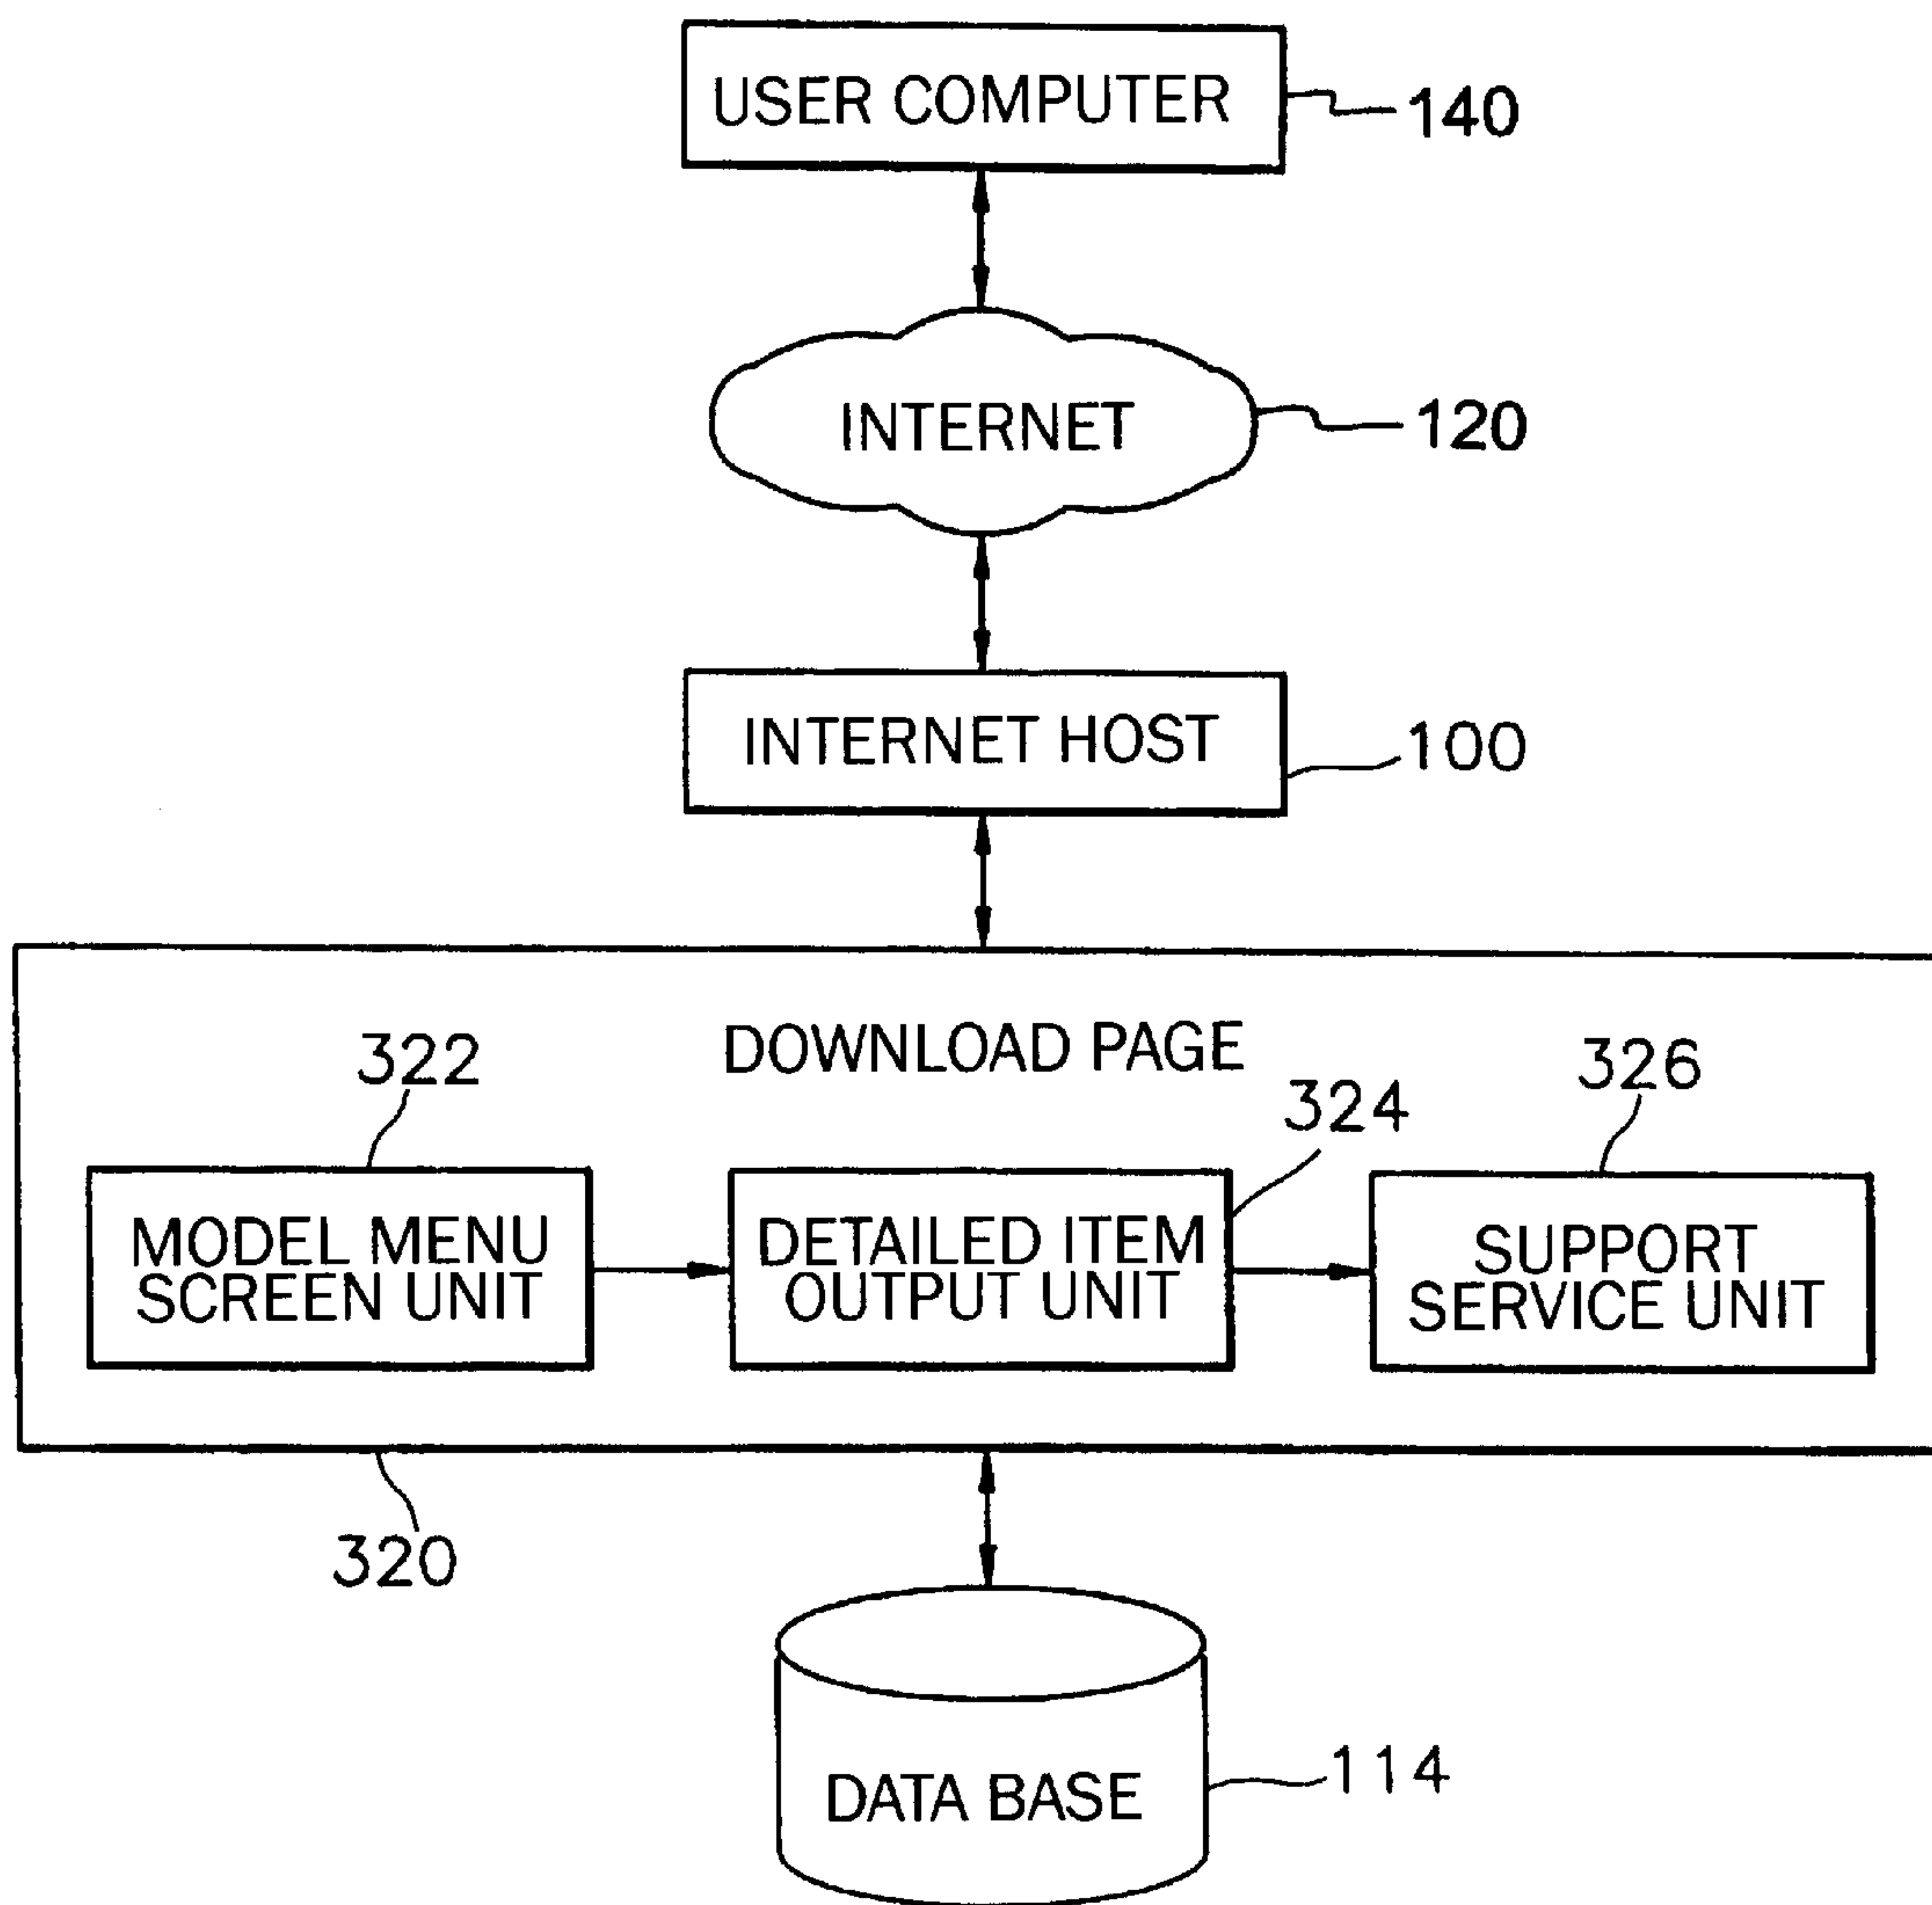 USER COMPUTER
140
INTERNET
120
INTERNET HOST
100
DOWNLOAD PAGE
322
324
326
MODEL MENU
SCREEN UNIT
DETAILED ITEM
OUTPUT UNIT
SUPPORT
SERVICE UNIT
320
DATA BASE
114